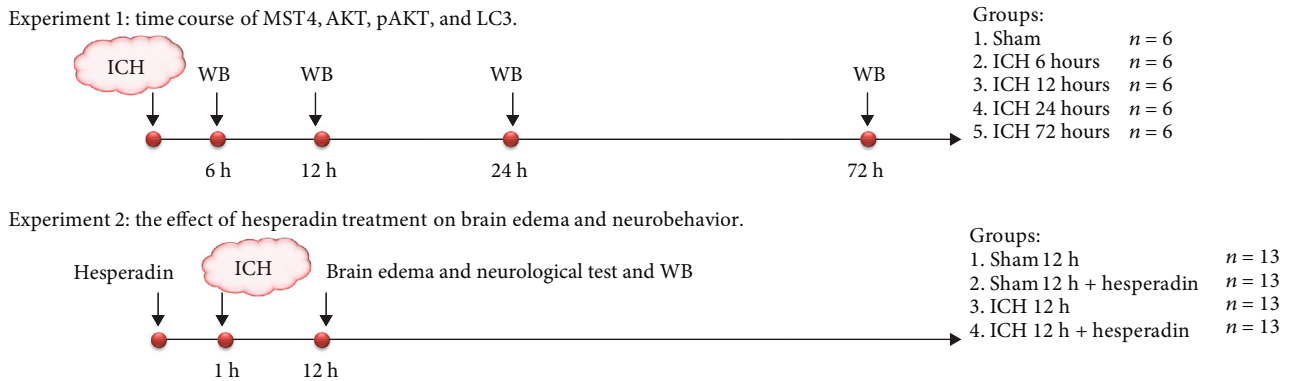 Experiment 1: time course of MST4, AKT, pAKT, and LC3.
ICH
WB
WB
WB
WB
6 h
12 h
24 h
72 h
Groups:
1. Sham n = 6
2. ICH 6 hours n = 6
3. ICH 12 hours n = 6
4. ICH 24 hours n = 6
5. ICH 72 hours n = 6
Experiment 2: the effect of hesperadin treatment on brain edema and neurobehavior.
Hesperadin
ICH
Brain edema and neurological test and WB
1 h
12 h
Groups:
1. Sham 12 h n = 13
2. Sham 12 h + hesperadin n = 13
3. ICH 12 h n = 13
4. ICH 12 h + hesperadin n = 13